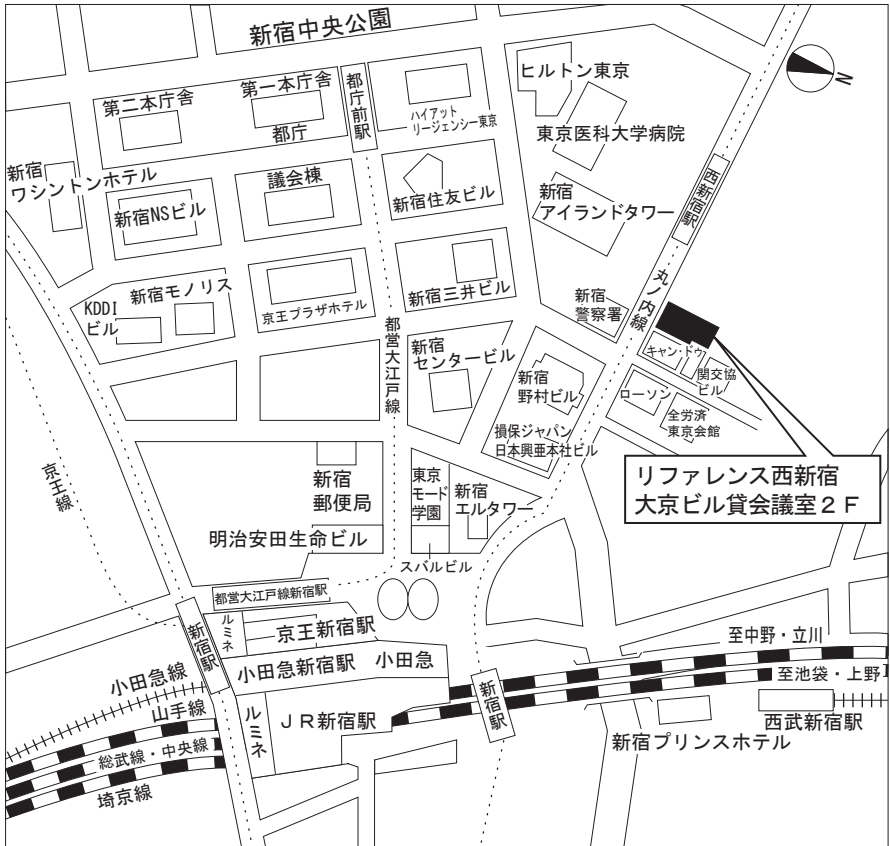 新宿中央公園
N
ヒルトン東京
第一本庁舎
第二本庁舎
都庁前駅
ハイアット
リージェンシー東京
都庁
東京医科大学病院
新宿
ワシントンホテル
議会棟
西新宿駅
新宿住友ビル
新宿
アイランドタワー
新宿NSビル
丸ノ内線
新宿モノリス
KDDI
ビル
京王プラザホテル
新宿三井ビル
新宿
警察署
都営大江戸線
新宿
センタービル
キャン・ドゥ
関交協
ビル
新宿
野村ビル
ローソン
全労済
東京会館
損保ジャパン
日本興亜本社ビル
リファレンス西新宿
大京ビル貸会議室2F
京王線
新宿
郵便局
東京
モード
学園
新宿
エルタワー
明治安田生命ビル
スバルビル
都営大江戸線新宿駅
新宿駅
ルミネ
京王新宿駅
至中野・立川
小田急新宿駅
小田急
小田急線
至池袋・上野
新宿駅
山手線
ルミネ
JR新宿駅
西武新宿駅
新宿プリンスホテル
総武線・中央線
埼京線